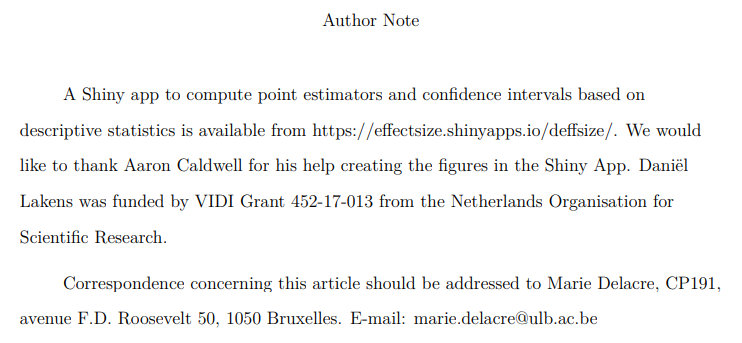 Author Note
A Shiny app to compute point estimators and confidence intervals based on
descriptive statistics is available from https://effectsize.shinyapps.io/deffsize/. We would
like to thank Aaron Caldwell for his help creating the figures in the Shiny App. Daniël
Lakens was funded by VIDI Grant 452-17-013 from the Netherlands Organisation for
Scientific Research.
Correspondence concerning this article should be addressed to Marie Delacre, CP191,
avenue F.D. Roosevelt 50, 1050 Bruxelles. E-mail: marie.delacre@ulb.ac.be